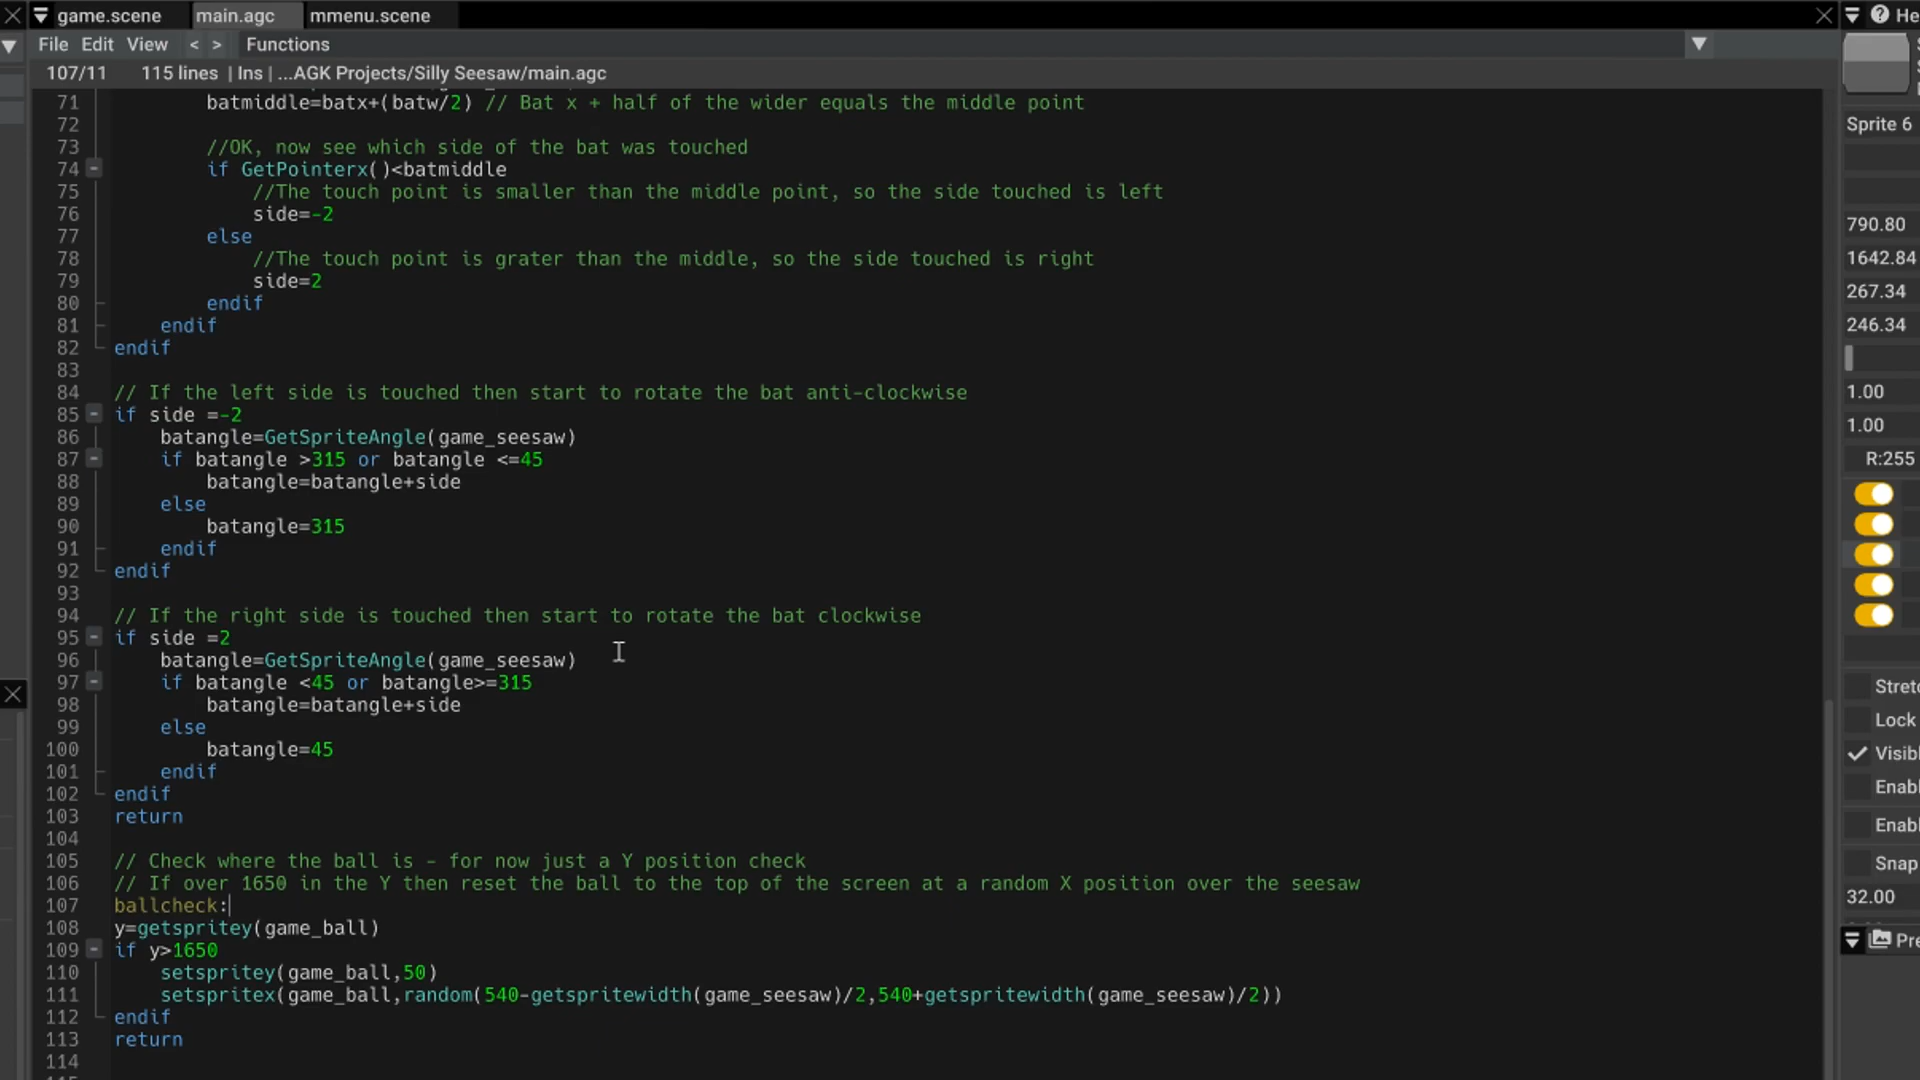 game.scene main.agc mmenu.scene He
File Edit View < > Functions
107/11 115 lines | Ins | ...AGK Projects/Silly Seesaw/main.agc
71 batmiddle=batx+(batw/2) // Bat x + half of the wider equals the middle point
72
73 //OK, now see which side of the bat was touched
74 if GetPointerx()<batmiddle
75 //The touch point is smaller than the middle point, so the side touched is left
76 side=-2
77 else
78 //The touch point is grater than the middle, so the side touched is right
79 side=2
80 endif
81 endif
82 endif
83
84 // If the left side is touched then start to rotate the bat anti-clockwise
85 if side =-2
86 batangle=GetSpriteAngle(game_seesaw)
87 if batangle >315 or batangle <=45
88 batangle=batangle+side
89 else
90 batangle=315
91 endif
92 endif
93
94 // If the right side is touched then start to rotate the bat clockwise
95 if side =2
96 batangle=GetSpriteAngle(game_seesaw)
97 if batangle <45 or batangle>=315
98 batangle=batangle+side
99 else
100 batangle=45
101 endif
102 endif
103 return
104
105 // Check where the ball is - for now just a Y position check
106 // If over 1650 in the Y then reset the ball to the top of the screen at a random X position over the seesaw
107 ballcheck:
108 y=getspritey(game_ball)
109 if y>1650
110 setspritey(game_ball,50)
111 setspritex(game_ball,random(540-getspritewidth(game_seesaw)/2,540+getspritewidth(game_seesaw)/2))
112 endif
113 return
114
Sprite 6
790.80
1642.84
267.34
246.34
1.00
1.00
R:255
Stretc
Lock
Visibl
Enabl
Enabl
Snap
32.00
Pre